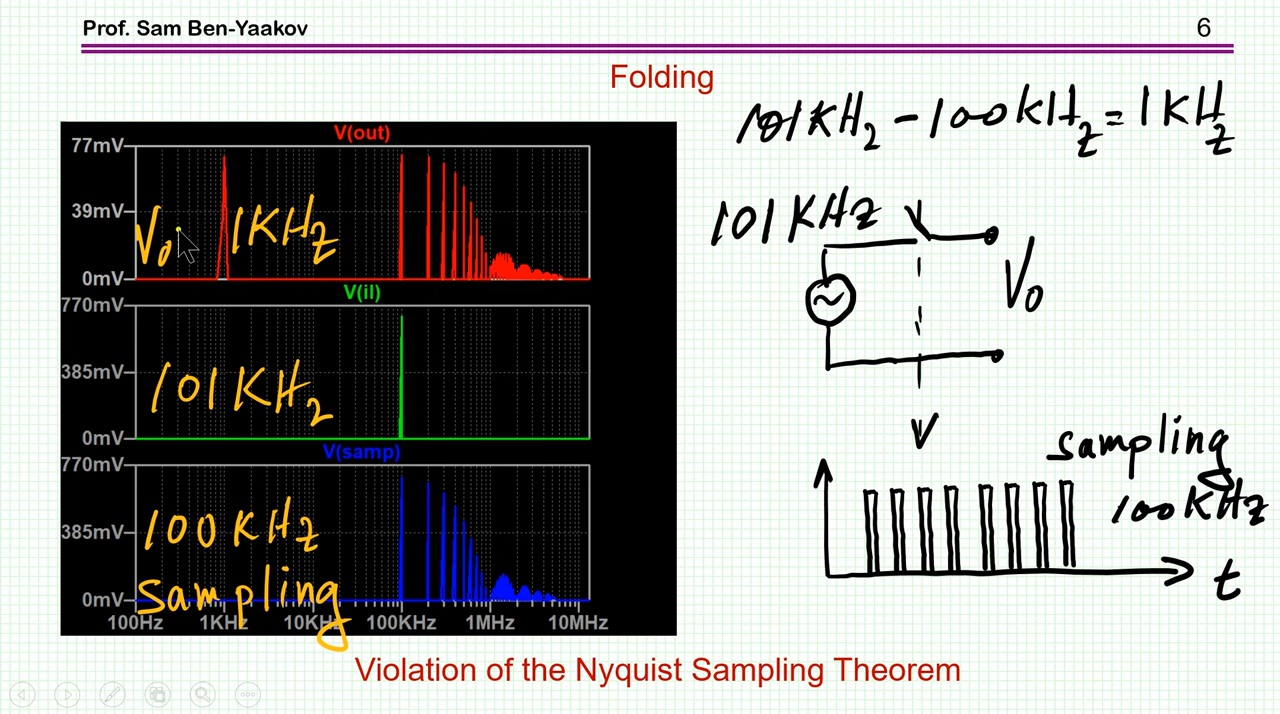 Prof. Sam Ben-Yaakov
6
Folding
101KHz - 100KHz = 1KHz
V(out)
77mV
39mV
0mV
Vo 1KHz
V(il)
770mV
385mV
0mV
101KHz
V(samp)
770mV
385mV
0mV
100KHz
Sampling
100Hz 1KHz 10KHz 100KHz 1MHz 10MHz
101KHz
Vo
sampling
100KHz
t
Violation of the Nyquist Sampling Theorem